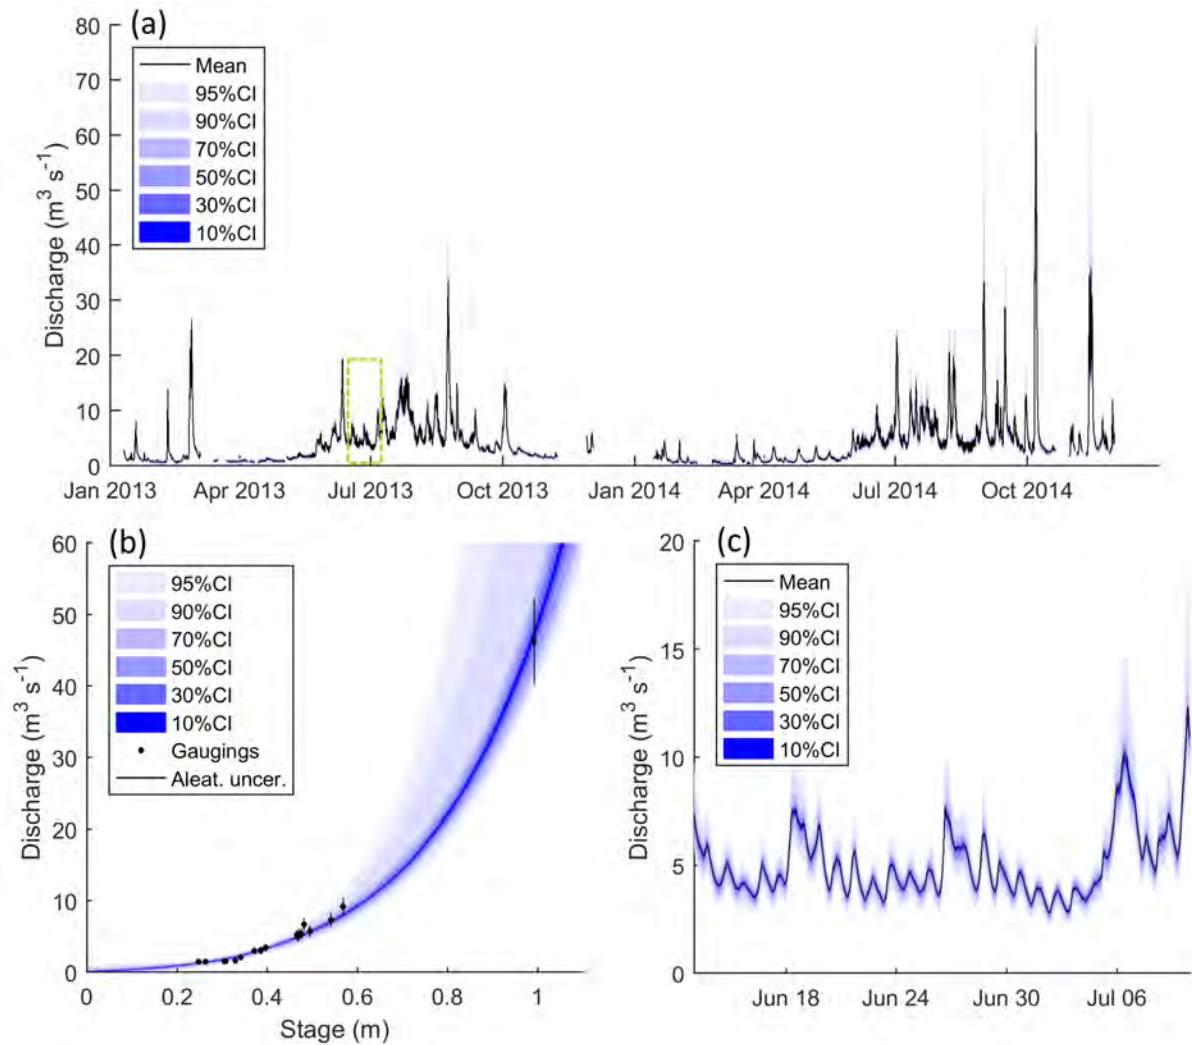 (a)
80
70
60
50
40
30
20
10
0
Discharge (m³ s⁻¹)
Mean
95%CI
90%CI
70%CI
50%CI
30%CI
10%CI
Jan 2013 Apr 2013 Jul 2013 Oct 2013 Jan 2014 Apr 2014 Jul 2014 Oct 2014
(b)
60
50
40
30
20
10
0
Discharge (m³ s⁻¹)
95%CI
90%CI
70%CI
50%CI
30%CI
10%CI
Gaugings
Aleat. uncer.
0 0.2 0.4 0.6 0.8 1
Stage (m)
(c)
20
15
10
5
0
Discharge (m³ s⁻¹)
Mean
95%CI
90%CI
70%CI
50%CI
30%CI
10%CI
Jun 18 Jun 24 Jun 30 Jul 06